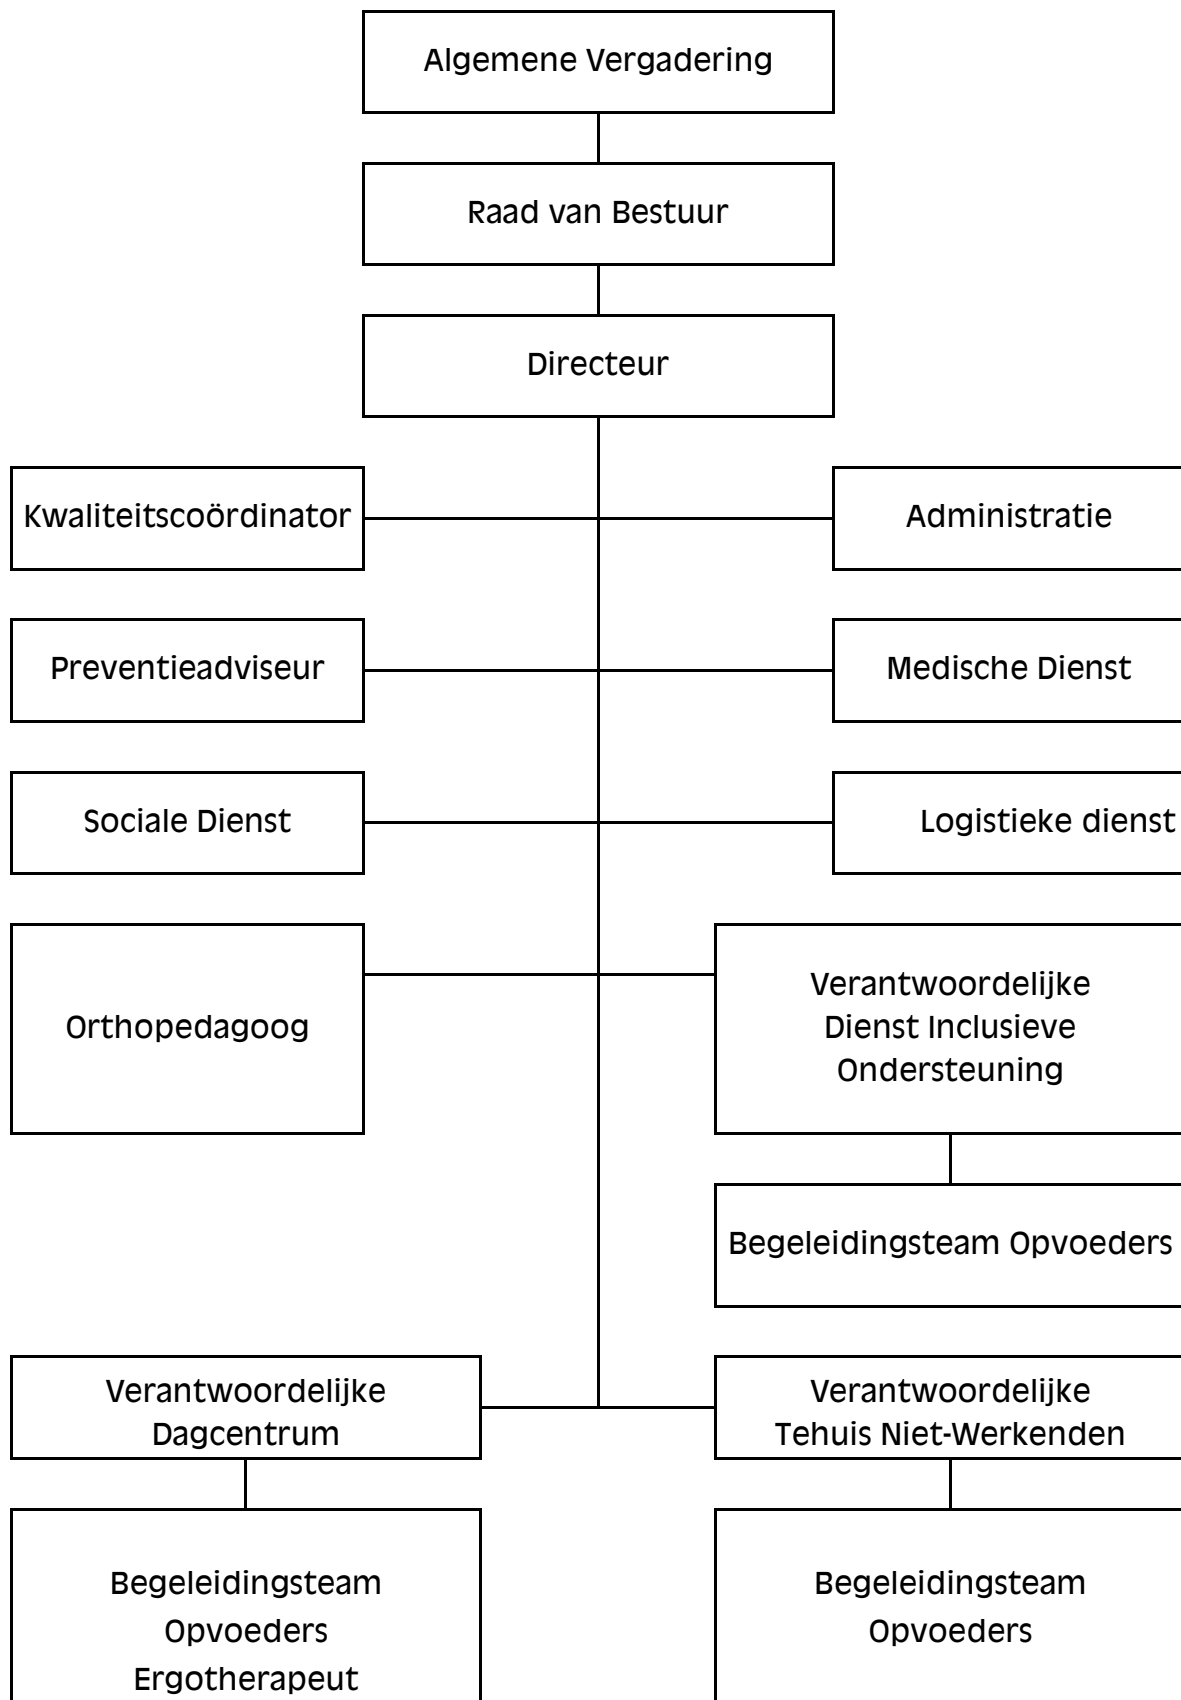 Algemene Vergadering
Raad van Bestuur
Directeur
Kwaliteitscoördinator
Administratie
Preventieadviseur
Medische Dienst
Sociale Dienst
Logistieke dienst
Orthopedagoog
Verantwoordelijke
Dienst Inclusieve
Ondersteuning
Begeleidingsteam Opvoeders
Verantwoordelijke
Dagcentrum
Verantwoordelijke
Tehuis Niet-Werkenden
Begeleidingsteam
Opvoeders
Ergotherapeut
Begeleidingsteam
Opvoeders